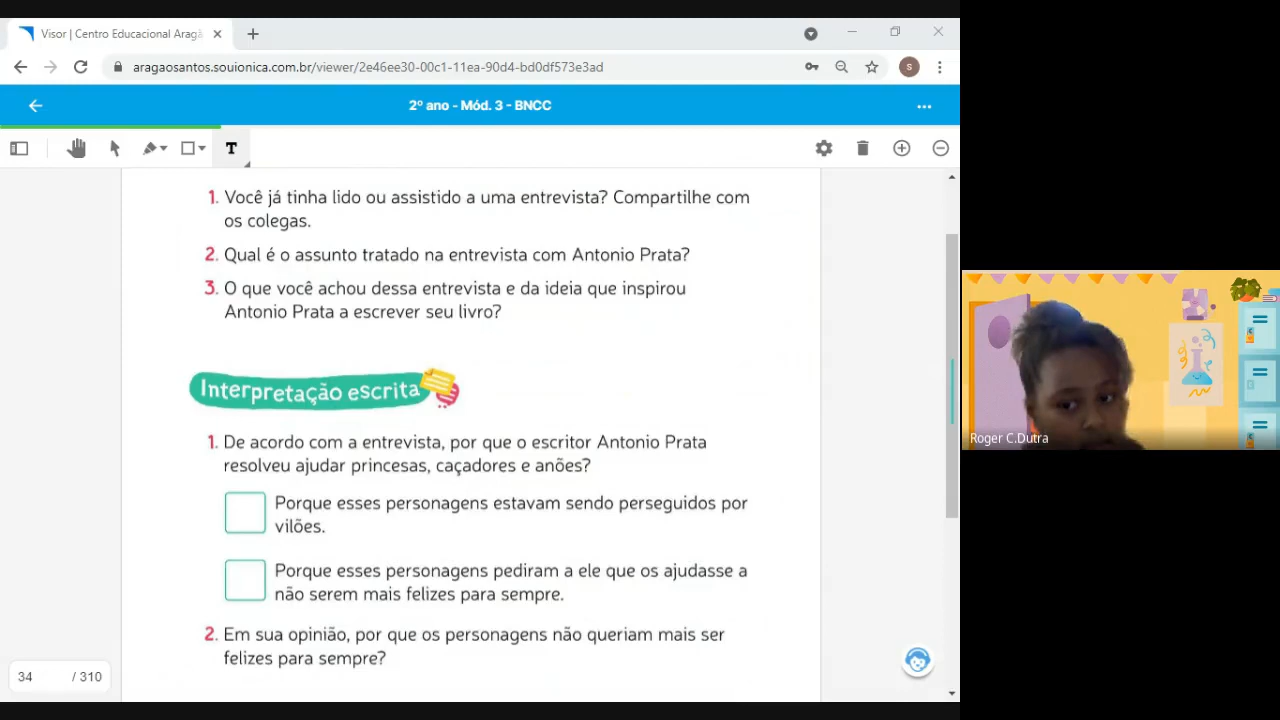 Visor | Centro Educacional Aragã
aragaosantos.souionica.com.br/viewer/2e46ee30-00c1-11ea-90d4-bd0df573e3ad
S
2º ano - Mód. 3 - BNCC
T
1. Você já tinha lido ou assistido a uma entrevista? Compartilhe com
os colegas.
2. Qual é o assunto tratado na entrevista com Antonio Prata?
3. O que você achou dessa entrevista e da ideia que inspirou
Antonio Prata a escrever seu livro?
Interpretação escrita
1. De acordo com a entrevista, por que o escritor Antonio Prata
resolveu ajudar princesas, caçadores e anões?
Porque esses personagens estavam sendo perseguidos por
vilões.
Porque esses personagens pediram a ele que os ajudasse a
não serem mais felizes para sempre.
2. Em sua opinião, por que os personagens não queriam mais ser
felizes para sempre?
34 / 310
Roger C.Dutra